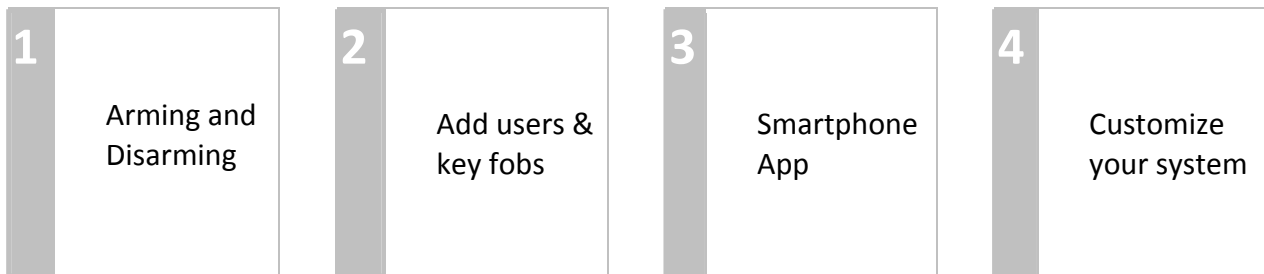 1
Arming and
Disarming
2
Add users &
key fobs
3
Smartphone
App
4
Customize
your system